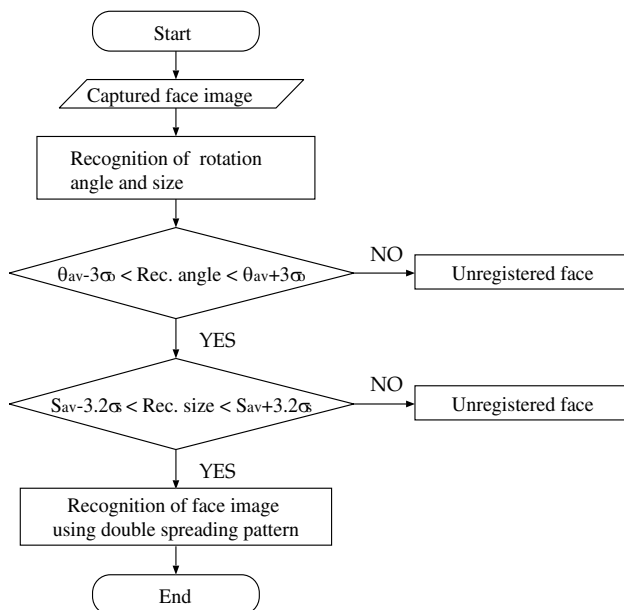 Start
Captured face image
Recognition of rotation
angle and size
θav-3σθ < Rec. angle < θav+3σθ
NO
Unregistered face
YES
Sav-3.2σs < Rec. size < Sav+3.2σs
NO
Unregistered face
YES
Recognition of face image
using double spreading pattern
End